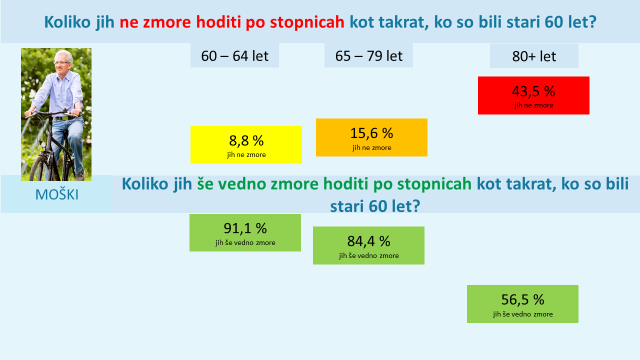 Koliko jih ne zmore hoditi po stopnicah kot takrat, ko so bili stari 60 let?
60 – 64 let
65 – 79 let
80+ let
43,5 %
jih ne zmore
8,8 %
jih ne zmore
15,6 %
jih ne zmore
MOŠKI
Koliko jih še vedno zmore hoditi po stopnicah kot takrat, ko so bili
stari 60 let?
91,1 %
jih še vedno zmore
84,4 %
jih še vedno zmore
56,5 %
jih še vedno zmore